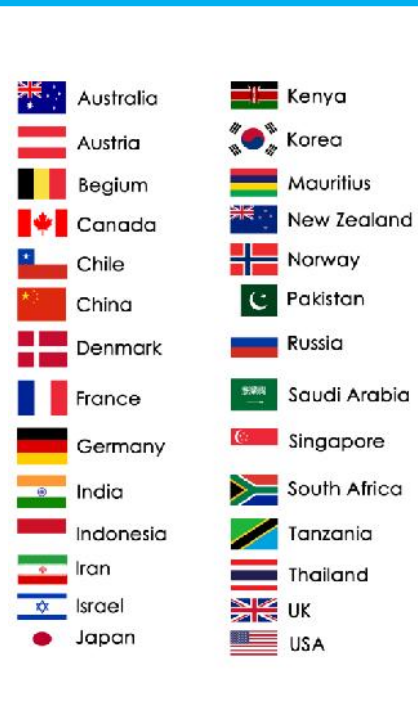 Australia
Austria
Begium
Canada
Chile
China
Denmark
France
Germany
India
Indonesia
Iran
Israel
Japan
Kenya
Korea
Mauritius
New Zealand
Norway
Pakistan
Russia
Saudi Arabia
Singapore
South Africa
Tanzania
Thailand
UK
USA